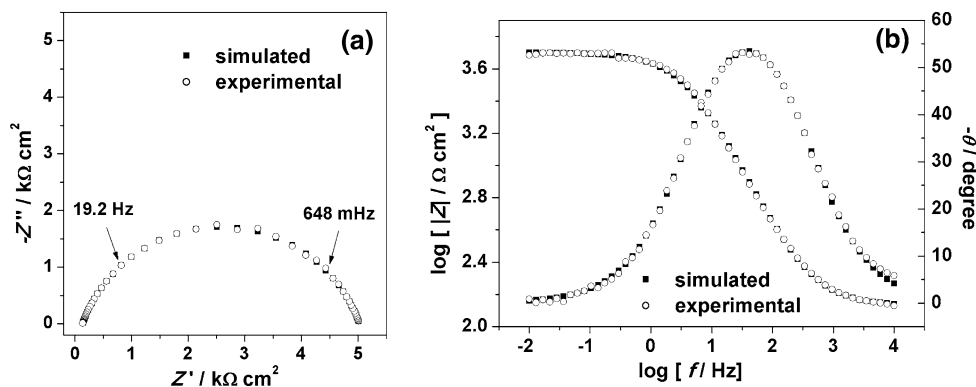 (a)
simulated
experimental
19.2 Hz
648 mHz
5
4
3
2
1
0
-Z'' / kΩ cm²
0 1 2 3 4 5
Z' / kΩ cm²
(b)
simulated
experimental
3.6
3.2
2.8
2.4
2.0
log [ |Z| / Ω cm² ]
60
50
40
30
20
10
0
-θ / degree
-2 -1 0 1 2 3 4
log [ f / Hz ]